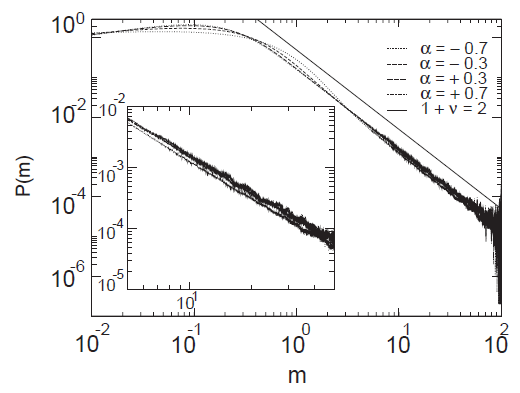 10^0
10^-2
10^-4
10^-6
P(m)
α = - 0.7
α = - 0.3
α = + 0.3
α = + 0.7
1 + ν = 2
10^-2
10^-3
10^-4
10^-5
10^1
10^-2
10^-1
10^0
10^1
10^2
m